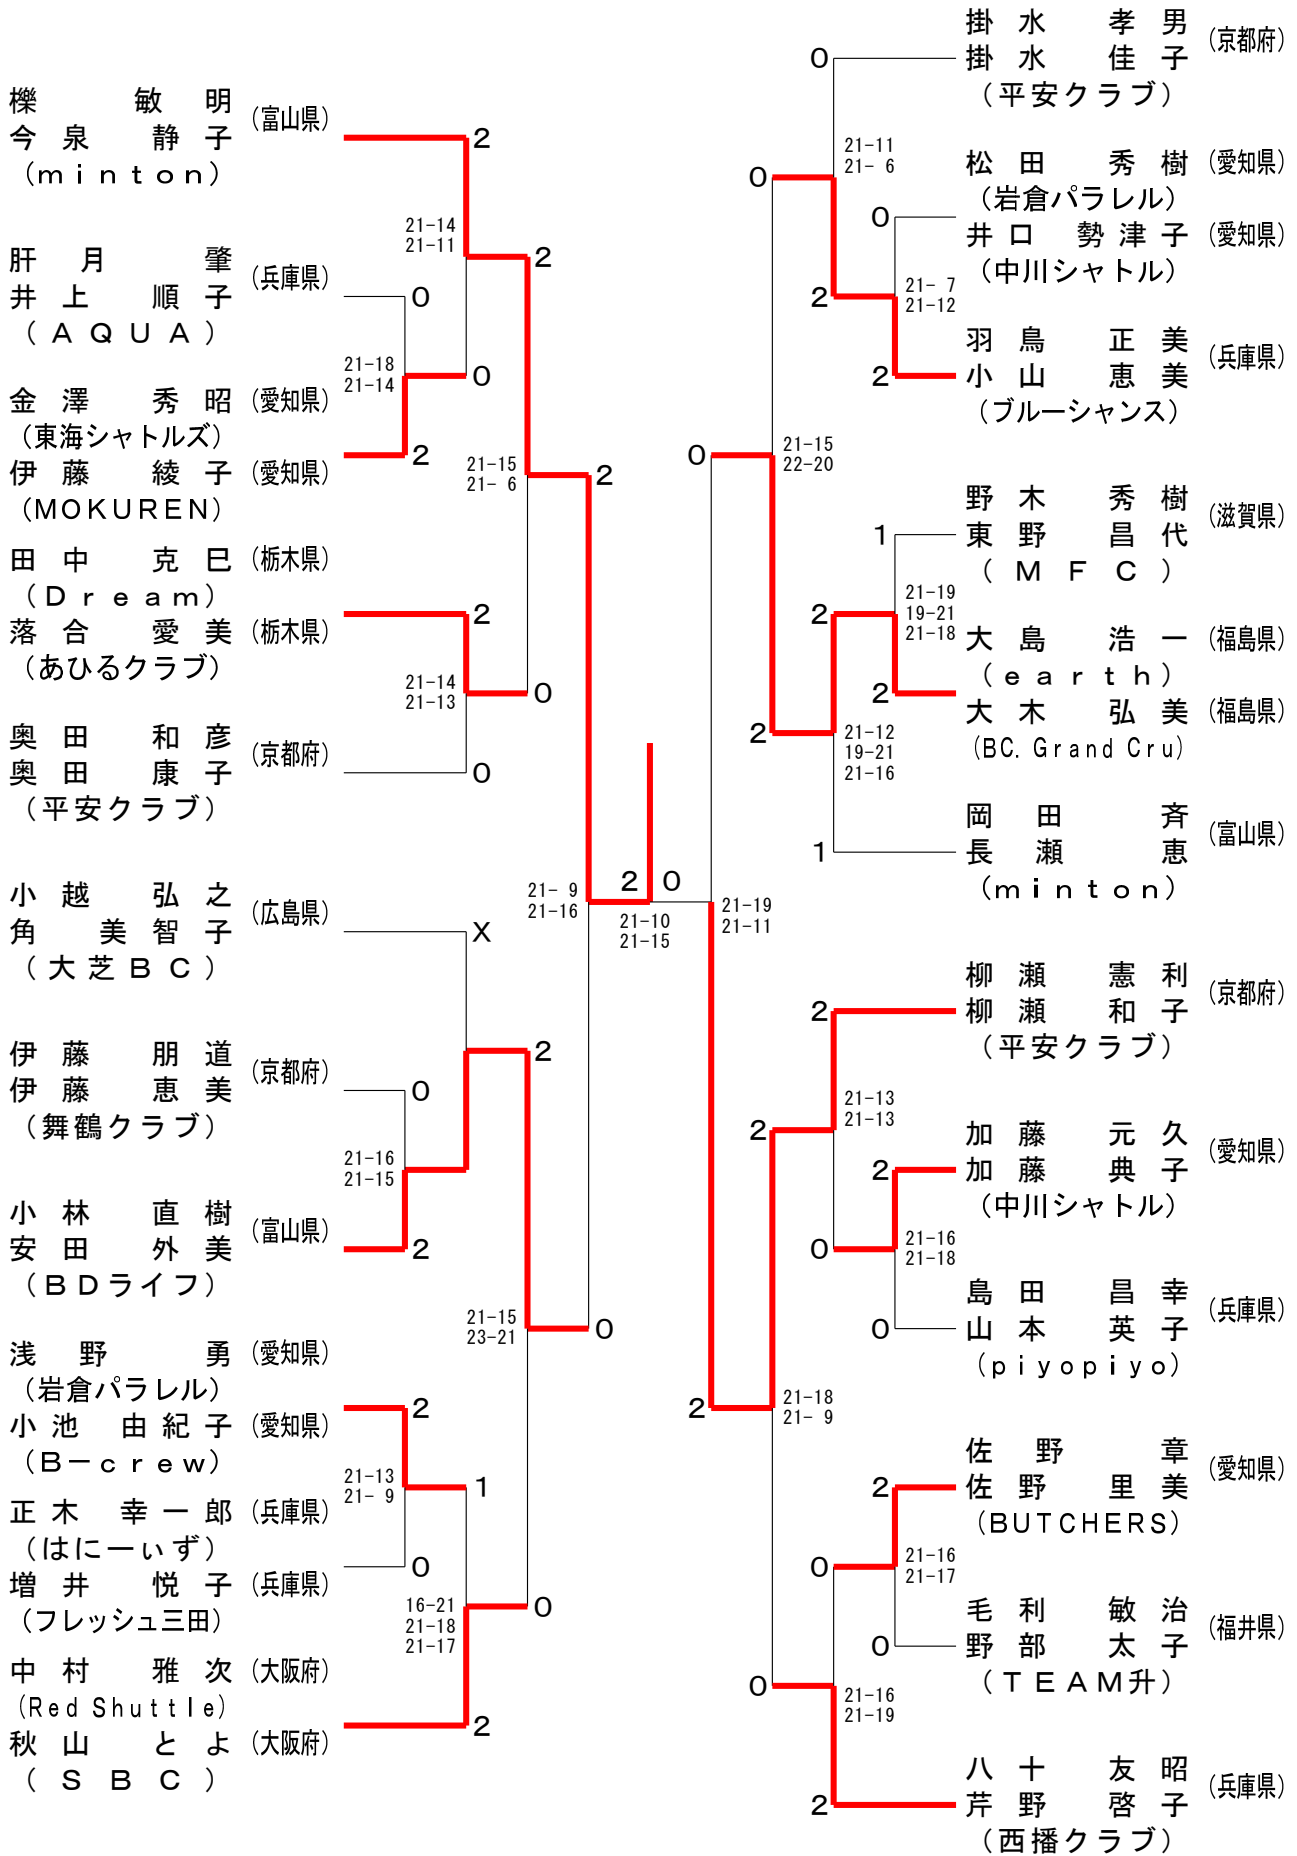 櫟 敏明 (富山県)
今泉 静子
(minton)
2
21-14
21-11
2
肝月 肇 (兵庫県)
井上 順子
(AQUA)
0
21-18
21-14
0
金澤 秀昭 (愛知県)
(東海シャトルズ)
伊藤 綾子 (愛知県)
(MOKUREN)
2
21-15
21- 6
2
田中 克巳 (栃木県)
(Dream)
落合 愛美 (栃木県)
(あひるクラブ)
2
21-14
21-13
0
奥田 和彦 (京都府)
奥田 康子
(平安クラブ)
0
小越 弘之 (広島県)
角 美智子
(大芝BC)
X
21- 9
21-16
2
伊藤 朋道 (京都府)
伊藤 恵美
(舞鶴クラブ)
0
21-16
21-15
小林 直樹 (富山県)
安田 外美
(BDライフ)
2
21-15
23-21
0
浅野 勇 (愛知県)
(岩倉パラレル)
小池 由紀子 (愛知県)
(B－crew)
2
21-13
21- 9
1
正木 幸一郎 (兵庫県)
(はにーぃず)
増井 悦子 (兵庫県)
(フレッシュ三田)
0
16-21
21-18
21-17
0
中村 雅次 (大阪府)
(Red Shuttle)
秋山 とよ (大阪府)
(SBC)
2
2 0
21-10
21-15
掛水 孝男 (京都府)
掛水 佳子
(平安クラブ)
0
21-11
21- 6
0
松田 秀樹 (愛知県)
(岩倉パラレル)
井口 勢津子 (愛知県)
(中川シャトル)
0
21- 7
21-12
2
羽鳥 正美 (兵庫県)
小山 恵美
(ブルーシャンス)
2
21-15
22-20
0
野木 秀樹 (滋賀県)
東野 昌代
(MFC)
1
21-19
19-21
21-18
2
大島 浩一 (福島県)
(earth)
大木 弘美 (福島県)
(BC. Grand Cru)
2
21-12
19-21
21-16
2
岡田 斉 (富山県)
長瀬 恵
(minton)
1
21-19
21-11
柳瀬 憲利 (京都府)
柳瀬 和子
(平安クラブ)
2
21-13
21-13
2
加藤 元久 (愛知県)
加藤 典子
(中川シャトル)
2
21-16
21-18
0
島田 昌幸 (兵庫県)
山本 英子
(piyopiyo)
0
21-18
21- 9
2
佐野 章 (愛知県)
佐野 里美
(BUTCHERS)
2
21-16
21-17
0
毛利 敏治 (福井県)
野部 太子
(TEAM升)
0
21-16
21-19
0
八十 友昭 (兵庫県)
芹野 啓子
(西播クラブ)
2